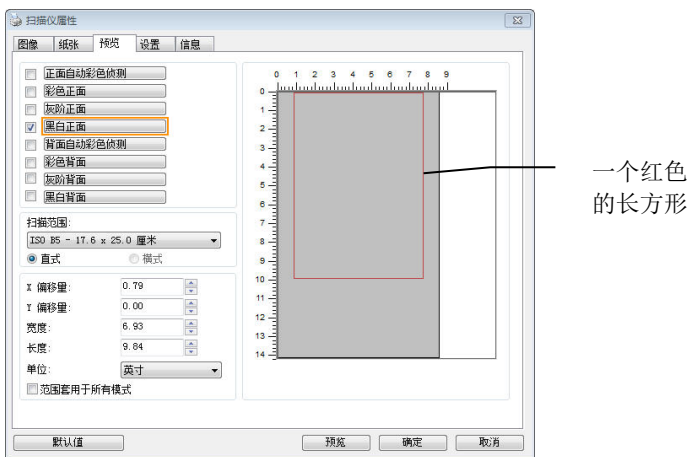 扫描仪属性
图像 纸张 预览 设置 信息
正面自动彩色侦测
彩色正面
灰阶正面
黑白正面
背面自动彩色侦测
彩色背面
灰阶背面
黑白背面
扫描范围:
ISO B5 - 17.6 x 25.0 厘米
直式 横式
X 偏移量: 0.79
Y 偏移量: 0.00
宽度: 6.93
长度: 9.84
单位: 英寸
范围套用于所有模式
0 1 2 3 4 5 6 7 8 9
0
1
2
3
4
5
6
7
8
9
10
11
12
13
14
一个红色
的长方形
默认值 预览 确定 取消